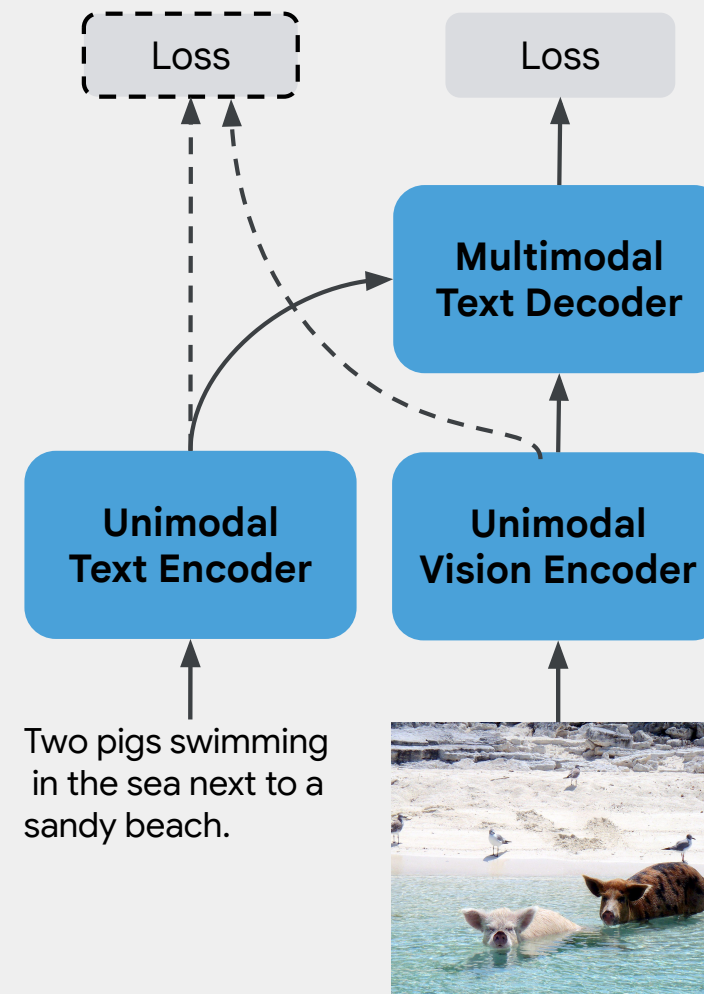 Loss
Loss
Multimodal
Text Decoder
Unimodal
Text Encoder
Unimodal
Vision Encoder
Two pigs swimming
in the sea next to a
sandy beach.